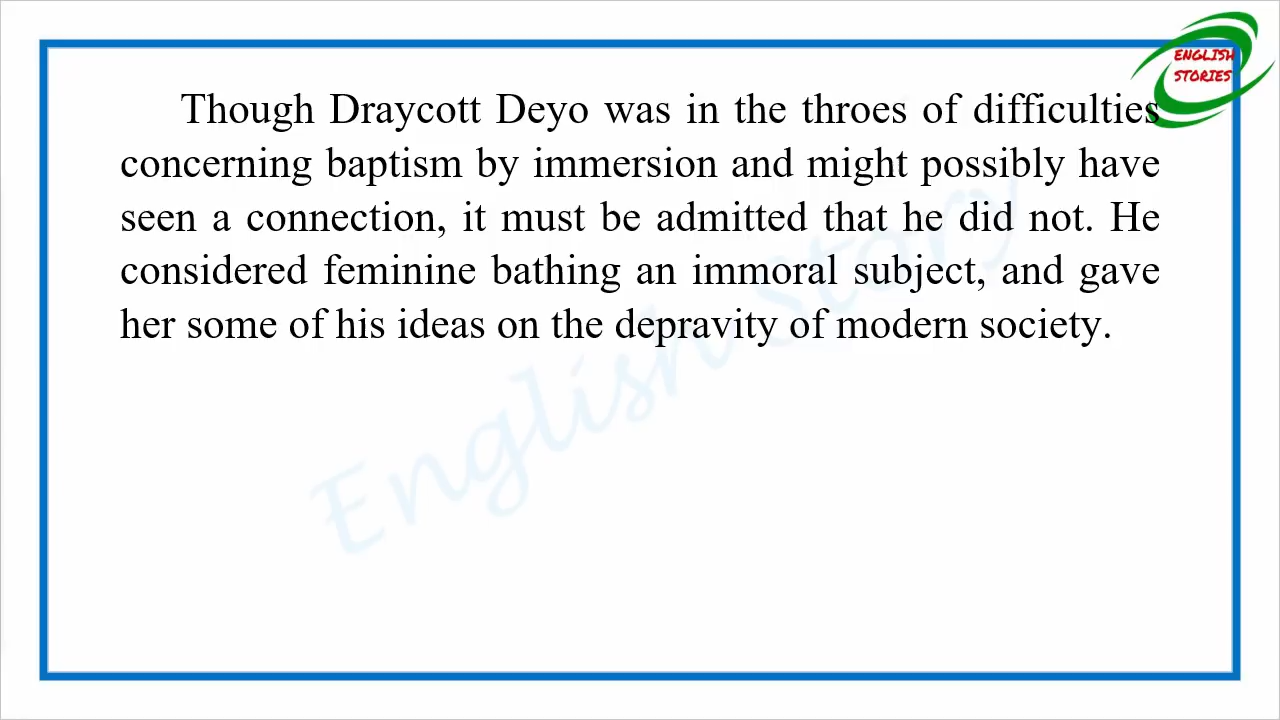 ENGLISH
STORIES
Though Draycott Deyo was in the throes of difficulties
concerning baptism by immersion and might possibly have
seen a connection, it must be admitted that he did not. He
considered feminine bathing an immoral subject, and gave
her some of his ideas on the depravity of modern society.
English Story